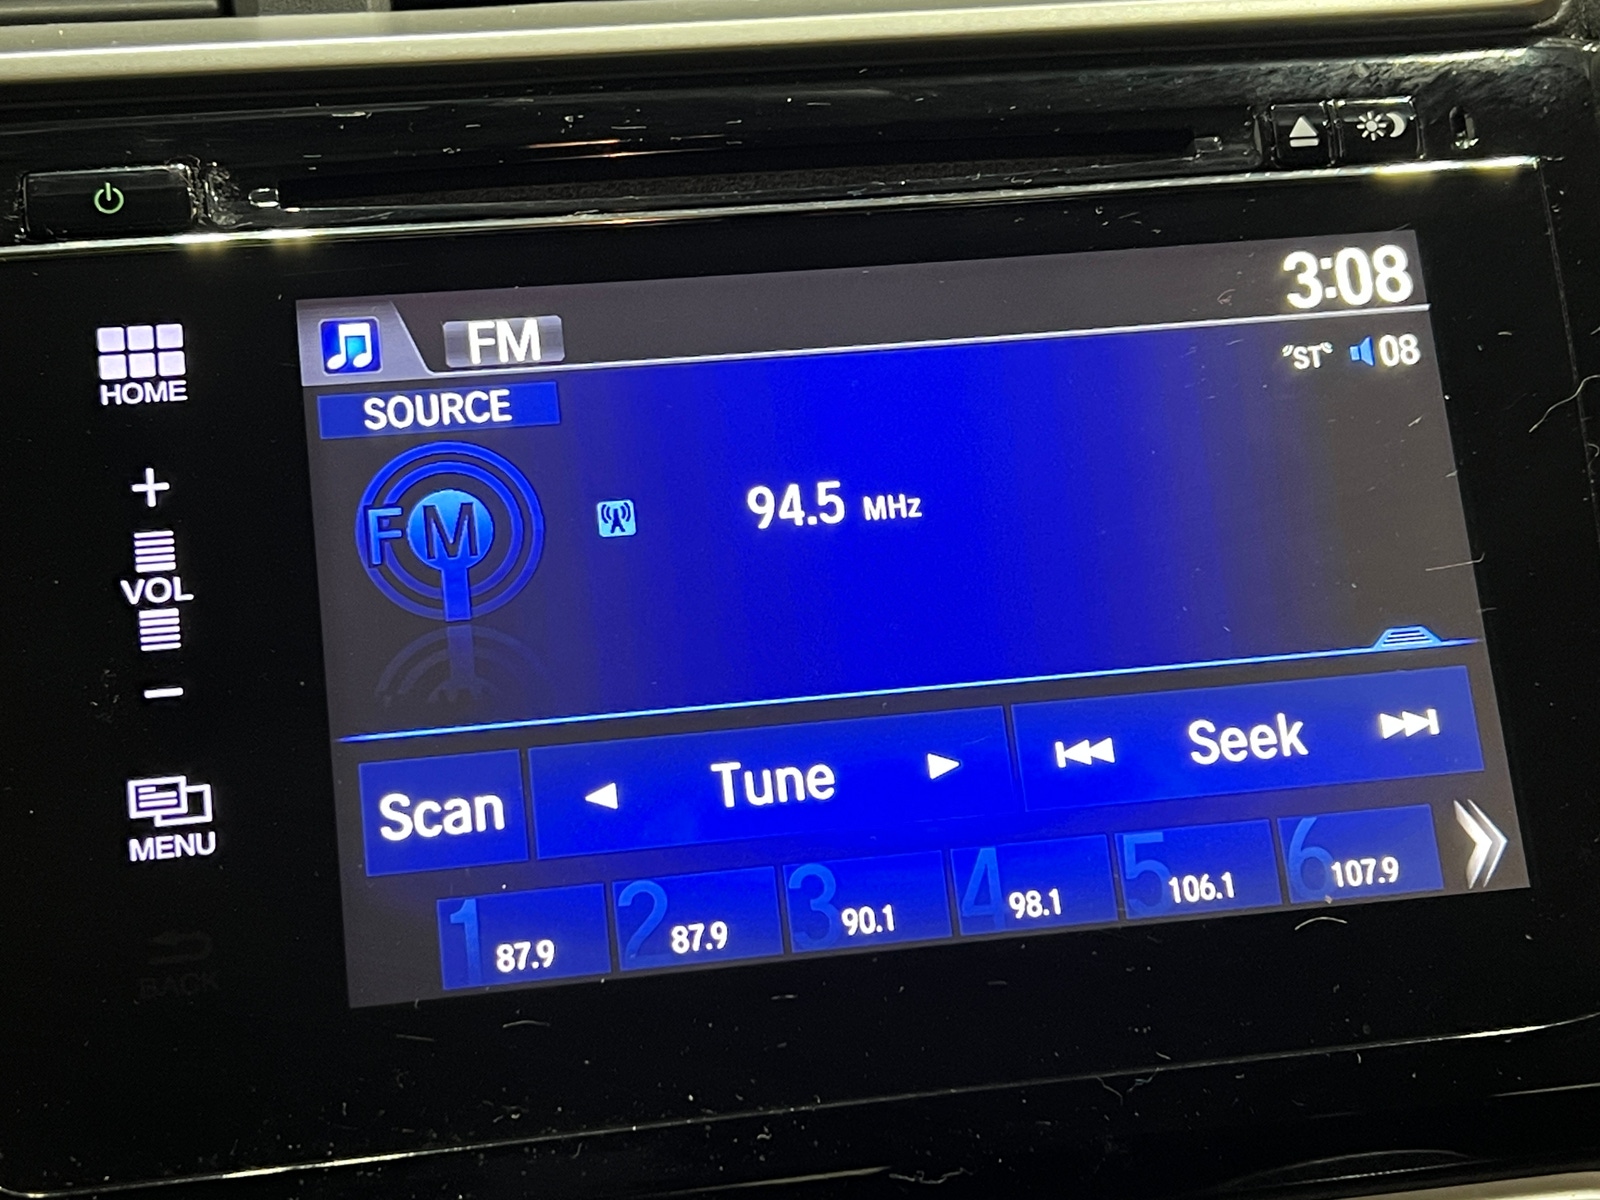 3:08
FM
"ST" 08
HOME
SOURCE
FM
94.5 MHz
VOL
Scan
Tune
Seek
MENU
1 87.9
2 87.9
3 90.1
4 98.1
5 106.1
6 107.9
BACK